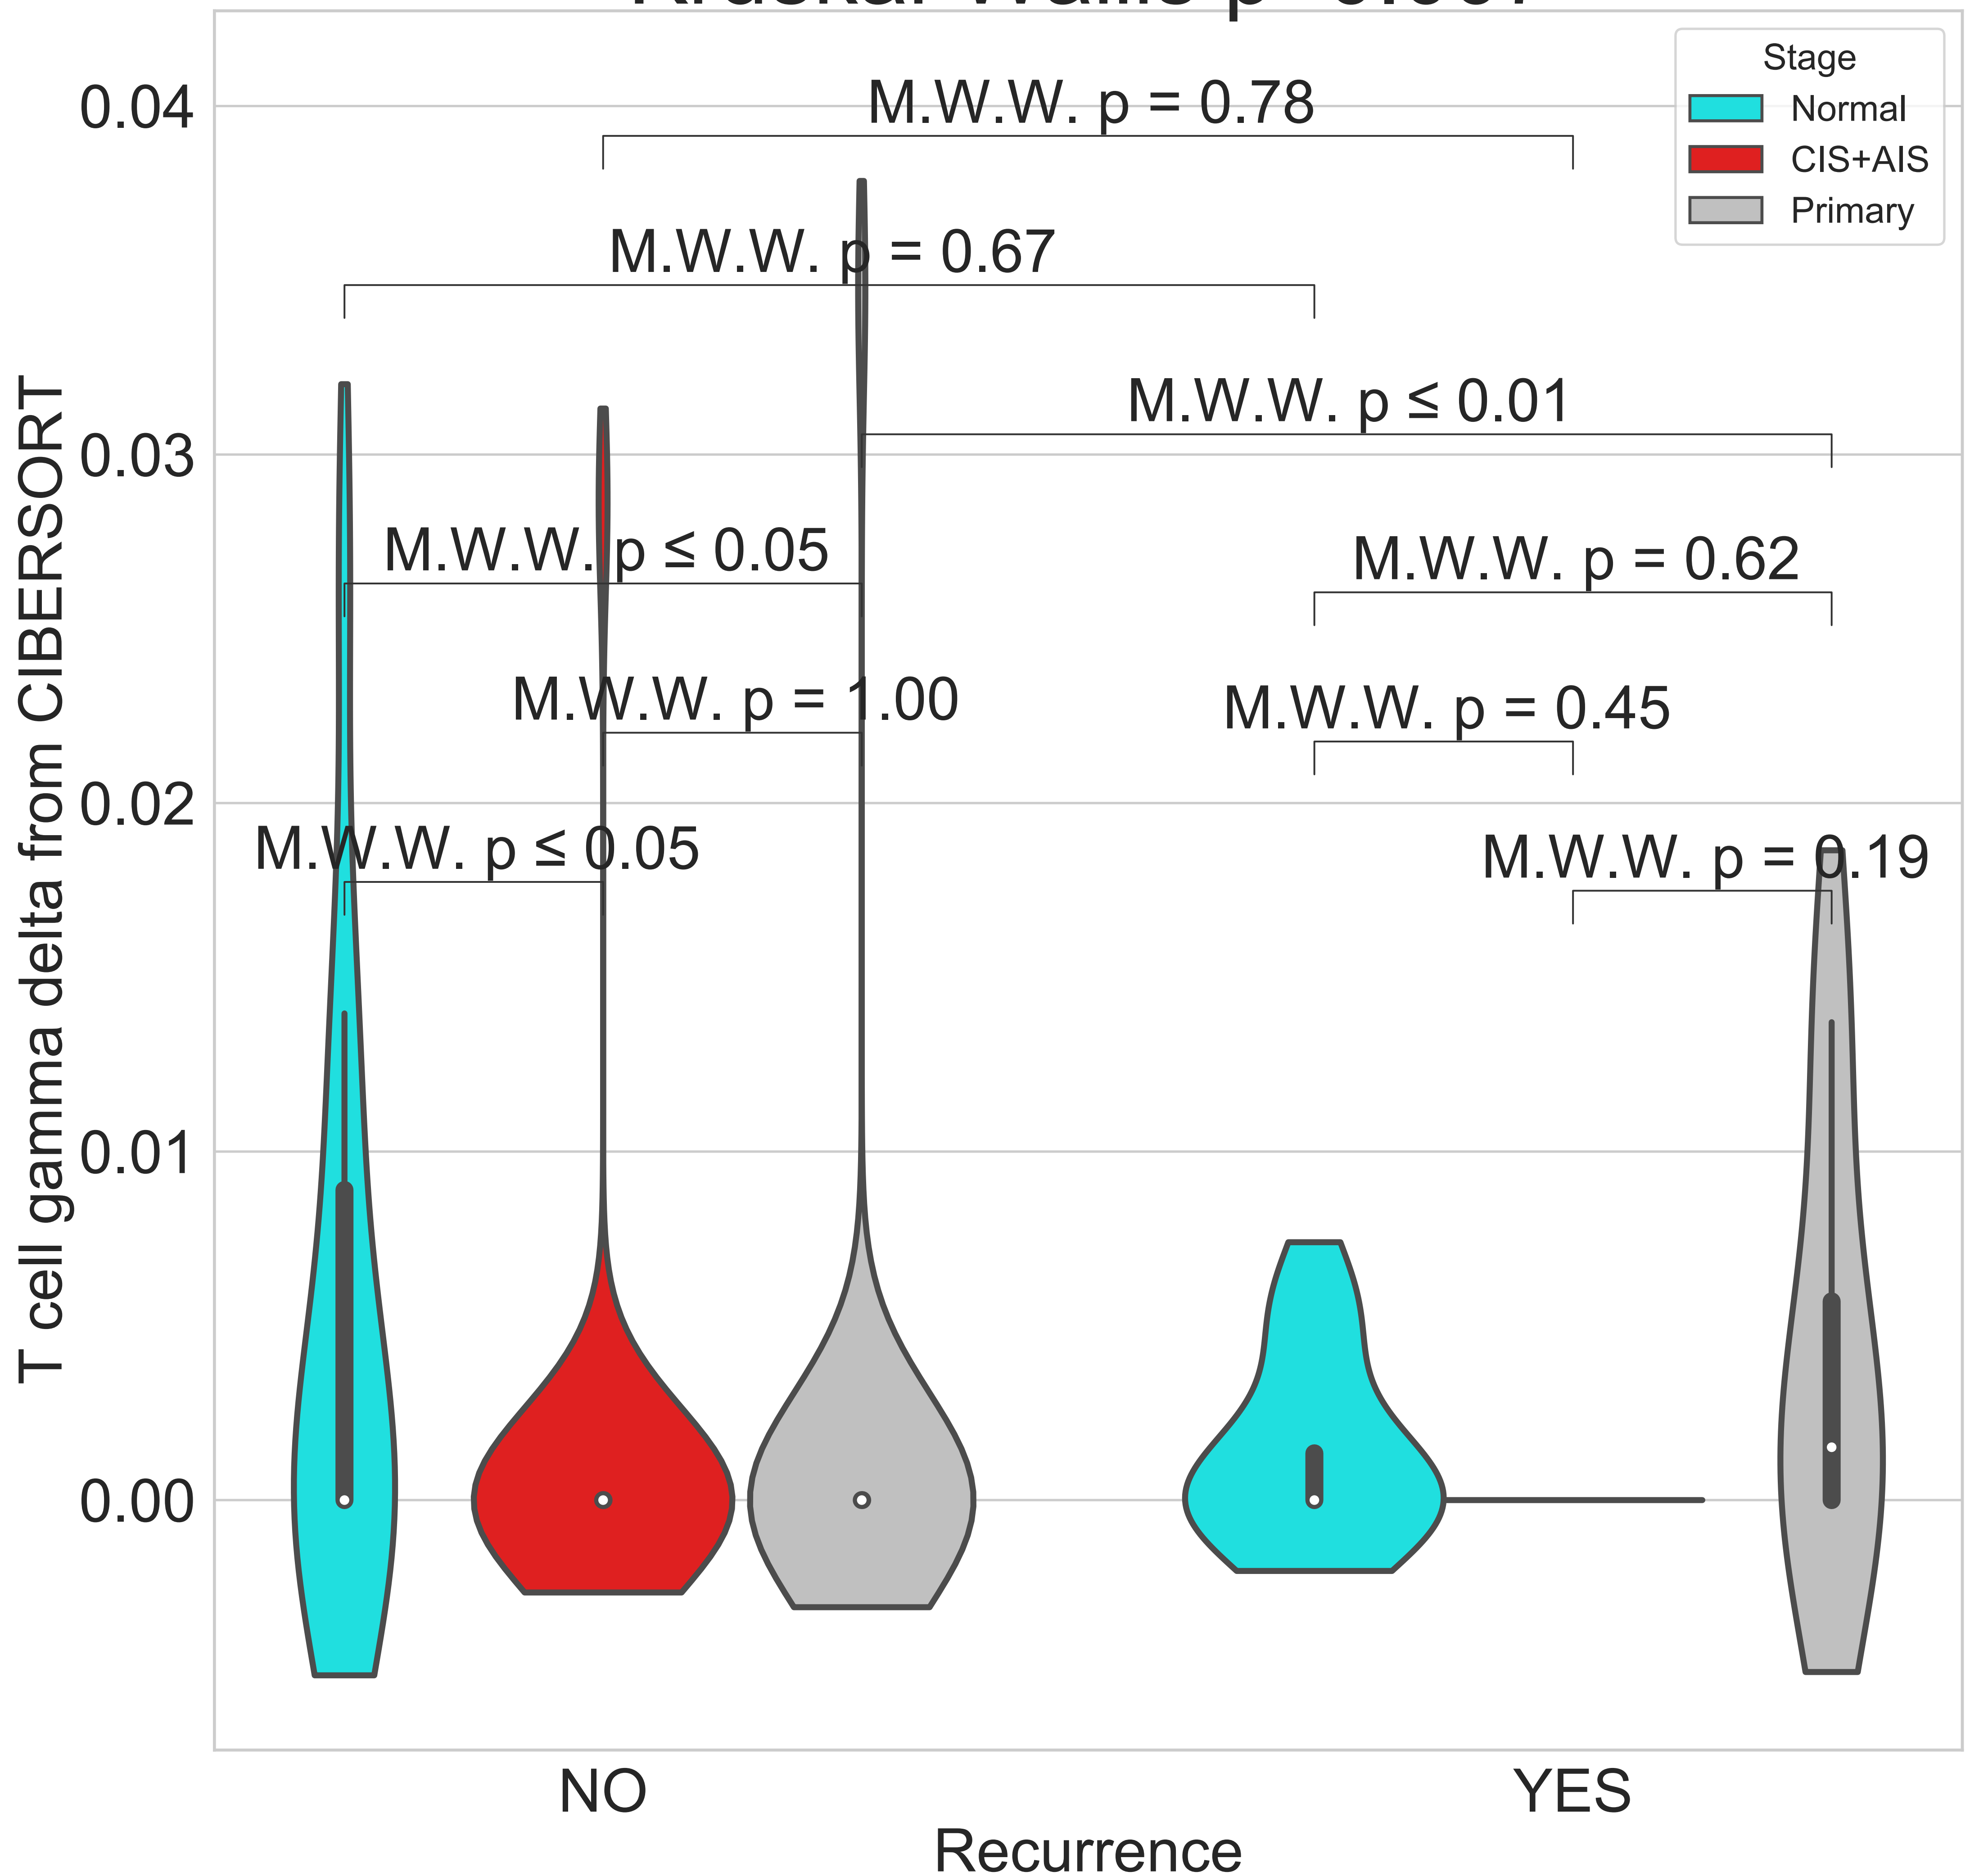 Stage
Normal
CIS+AIS
Primary
M.W.W. p = 0.78
M.W.W. p = 0.67
M.W.W. p ≤ 0.01
M.W.W. p ≤ 0.05
M.W.W. p = 0.62
M.W.W. p = 1.00
M.W.W. p = 0.45
M.W.W. p ≤ 0.05
M.W.W. p = 0.19
T cell gamma delta from CIBERSORT
0.04
0.03
0.02
0.01
0.00
NO
YES
Recurrence